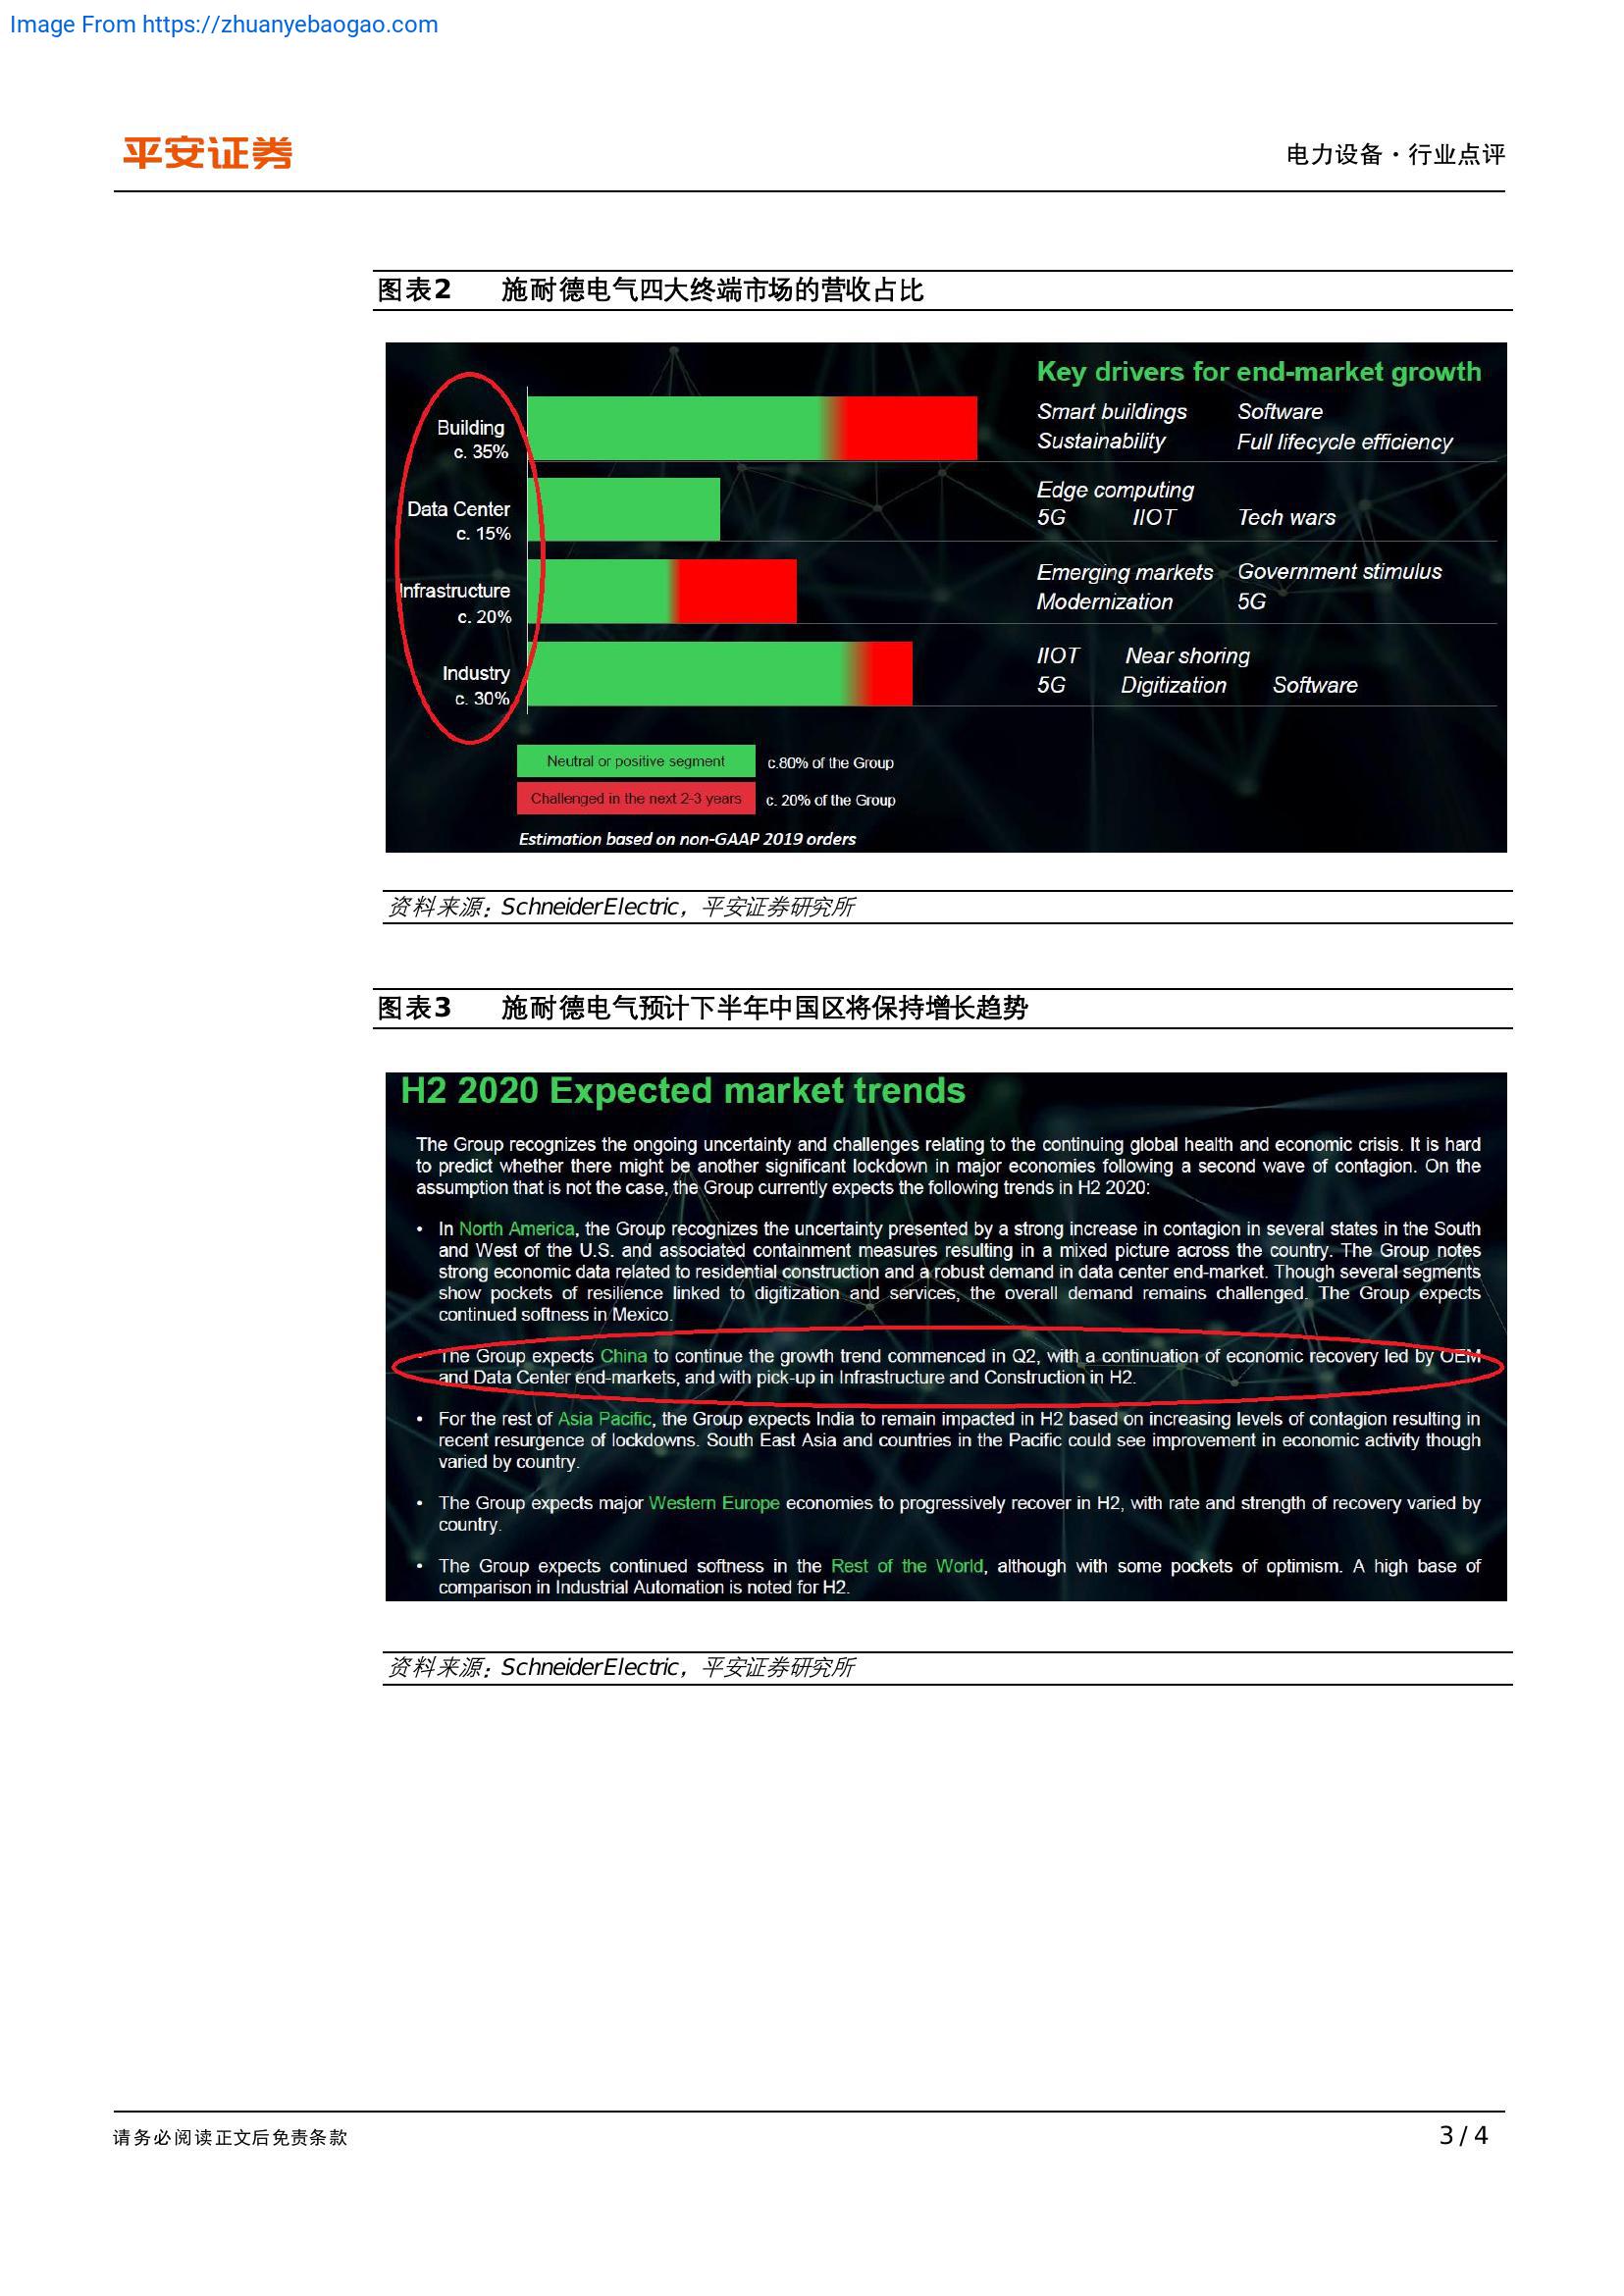 Image From https://zhuanyebaogao.com
平安证券
电力设备·行业点评
图表2 施耐德电气四大终端市场的营收占比
Key drivers for end-market growth
Building
c. 35%
Smart buildings Software
Sustainability Full lifecycle efficiency
Data Center
c. 15%
Edge computing
5G IIOT Tech wars
Infrastructure
c. 20%
Emerging markets Government stimulus
Modernization 5G
Industry
c. 30%
IIOT Near shoring
5G Digitization Software
Neutral or positive segment c.80% of the Group
Challenged in the next 2-3 years c. 20% of the Group
Estimation based on non-GAAP 2019 orders
资料来源：SchneiderElectric，平安证券研究所
图表3 施耐德电气预计下半年中国区将保持增长趋势
H2 2020 Expected market trends
The Group recognizes the ongoing uncertainty and challenges relating to the continuing global health and economic crisis. It is hard
to predict whether there might be another significant lockdown in major economies following a second wave of contagion. On the
assumption that is not the case, the Group currently expects the following trends in H2 2020:
• In North America, the Group recognizes the uncertainty presented by a strong increase in contagion in several states in the South
and West of the U.S. and associated containment measures resulting in a mixed picture across the country. The Group notes
strong economic data related to residential construction and a robust demand in data center end-market. Though several segments
show pockets of resilience linked to digitization and services, the overall demand remains challenged. The Group expects
continued softness in Mexico.
• The Group expects China to continue the growth trend commenced in Q2, with a continuation of economic recovery led by OEM
and Data Center end-markets, and with pick-up in Infrastructure and Construction in H2.
• For the rest of Asia Pacific, the Group expects India to remain impacted in H2 based on increasing levels of contagion resulting in
recent resurgence of lockdowns. South East Asia and countries in the Pacific could see improvement in economic activity though
varied by country.
• The Group expects major Western Europe economies to progressively recover in H2, with rate and strength of recovery varied by
country.
• The Group expects continued softness in the Rest of the World, although with some pockets of optimism. A high base of
comparison in Industrial Automation is noted for H2.
资料来源：SchneiderElectric，平安证券研究所
请务必阅读正文后免责条款
3 / 4